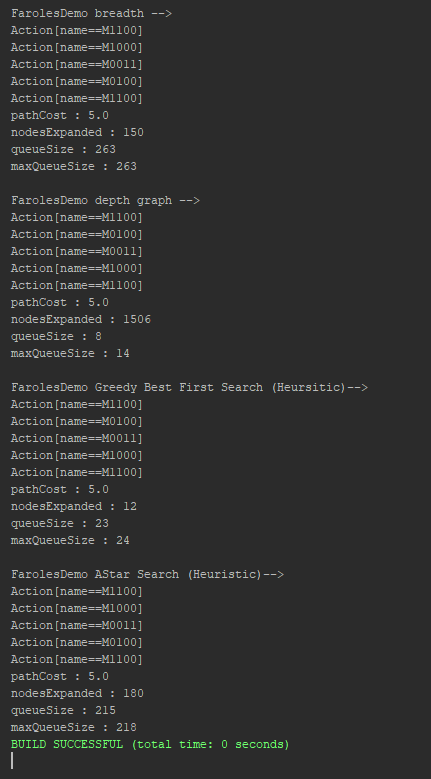 FarolesDemo breadth -->
Action[name==M1100]
Action[name==M1000]
Action[name==M0011]
Action[name==M0100]
Action[name==M1100]
pathCost : 5.0
nodesExpanded : 150
queueSize : 263
maxQueueSize : 263

FarolesDemo depth graph -->
Action[name==M1100]
Action[name==M0100]
Action[name==M0011]
Action[name==M1000]
Action[name==M1100]
pathCost : 5.0
nodesExpanded : 1506
queueSize : 8
maxQueueSize : 14

FarolesDemo Greedy Best First Search (Heursitic)-->
Action[name==M1100]
Action[name==M0100]
Action[name==M0011]
Action[name==M1000]
Action[name==M1100]
pathCost : 5.0
nodesExpanded : 12
queueSize : 23
maxQueueSize : 24

FarolesDemo AStar Search (Heuristic)-->
Action[name==M1100]
Action[name==M1000]
Action[name==M0011]
Action[name==M0100]
Action[name==M1100]
pathCost : 5.0
nodesExpanded : 180
queueSize : 215
maxQueueSize : 218
BUILD SUCCESSFUL (total time: 0 seconds)